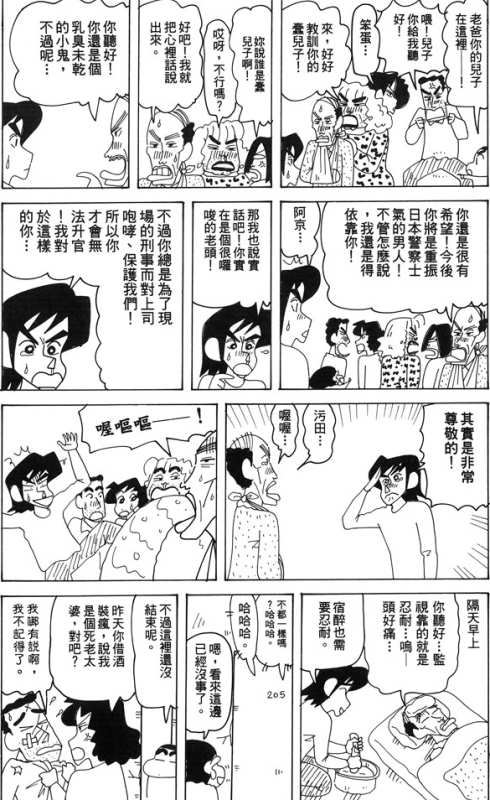 老爸你的兒子
在這裡——！
喂！兒子
你給我聽
好！
笨蛋…
來，好好
教訓你的
蠢兒子！
妳說誰是蠢
兒子啊！
哎呀，不行嗎？
好吧！我就
把心裡話說
出來。
你聽好！
你還是個
乳臭未乾
的小鬼，
不過呢…
你還是很有
希望！今後
你將是重振
日本警察士
氣的男人！
不管怎麼說
，我還是得
依靠你！
阿京…
那我也說實
話吧！你實
在是個很囉
唆的老頭！
不過你總是為了現
場的刑事而對上司
咆哮、保護我們！
所以你
才會無
法升官
！我對
於這樣
的你…
其實是非常
尊敬的！
污田…
喔喔…
喔嘔嘔——！
隔天早上
你聽好…監
視靠的就是
忍耐…嗚—
頭好痛…
宿醉也需
要忍耐。
不都一樣嗎
？哈哈哈。
哈哈哈。
205
嗯，看來這邊
已經沒事了。
不過這裡還沒
結束呢。
昨天你借酒
裝瘋，說我
是個死老太
婆，對吧？
我哪有說啊，
我不記得了。